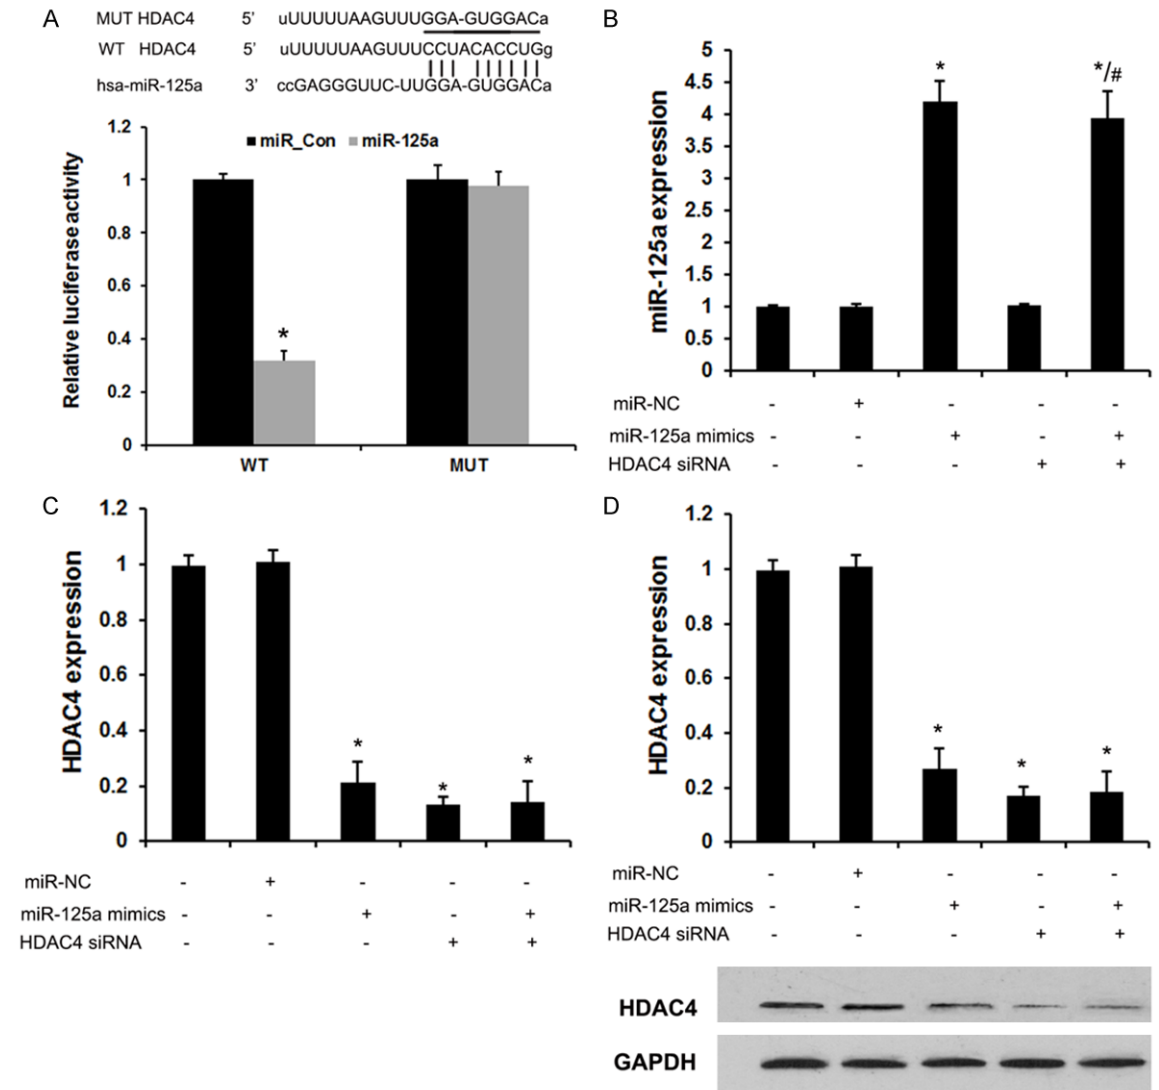 A
MUT HDAC4 5' uUUUUUAAGUUUGGA-GUGGACa
WT HDAC4 5' uUUUUUAAGUUUCCUACACCUGg
hsa-miR-125a 3' ccGAGGGUUC-UUGGA-GUGGACa
miR_Con miR-125a
Relative luciferase activity
1.2
1
0.8
0.6
0.4
0.2
0
*
WT MUT
B
miR-125a expression
5
4.5
4
3.5
3
2.5
2
1.5
1
0.5
0
* */#
miR-NC - + - - -
miR-125a mimics - - + - +
HDAC4 siRNA - - - + +
C
HDAC4 expression
1.2
1
0.8
0.6
0.4
0.2
0
* * *
miR-NC - + - - -
miR-125a mimics - - + - +
HDAC4 siRNA - - - + +
D
HDAC4 expression
1.2
1
0.8
0.6
0.4
0.2
0
* * *
miR-NC - + - - -
miR-125a mimics - - + - +
HDAC4 siRNA - - - + +
HDAC4
GAPDH